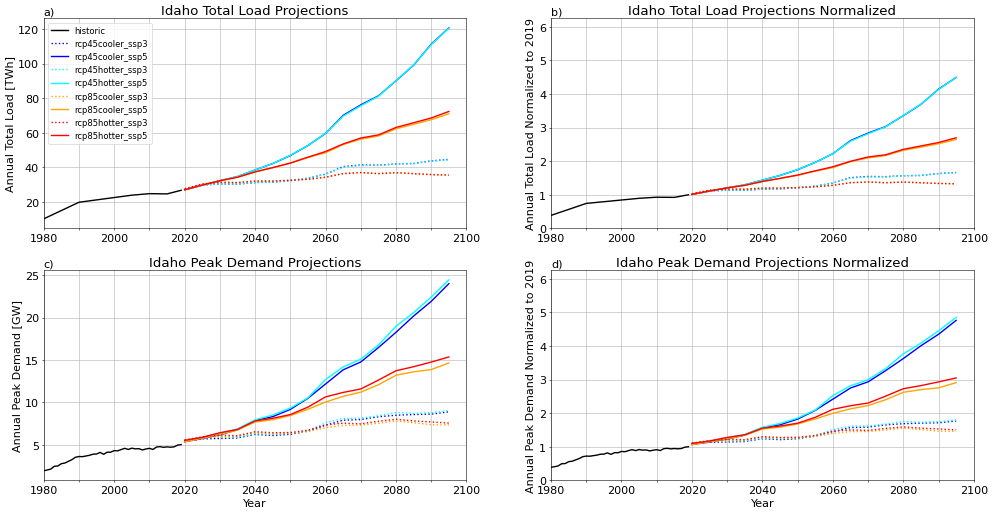 a)
Idaho Total Load Projections
Annual Total Load [TWh]
120
100
80
60
40
20
1980
2000
2020
2040
2060
2080
2100
historic
rcp45cooler_ssp3
rcp45cooler_ssp5
rcp45hotter_ssp3
rcp45hotter_ssp5
rcp85cooler_ssp3
rcp85cooler_ssp5
rcp85hotter_ssp3
rcp85hotter_ssp5
b)
Idaho Total Load Projections Normalized
Annual Total Load Normalized to 2019
6
5
4
3
2
1
0
1980
2000
2020
2040
2060
2080
2100
c)
Idaho Peak Demand Projections
Annual Peak Demand [GW]
25
20
15
10
5
1980
2000
2020
2040
2060
2080
2100
Year
d)
Idaho Peak Demand Projections Normalized
Annual Peak Demand Normalized to 2019
6
5
4
3
2
1
0
1980
2000
2020
2040
2060
2080
2100
Year